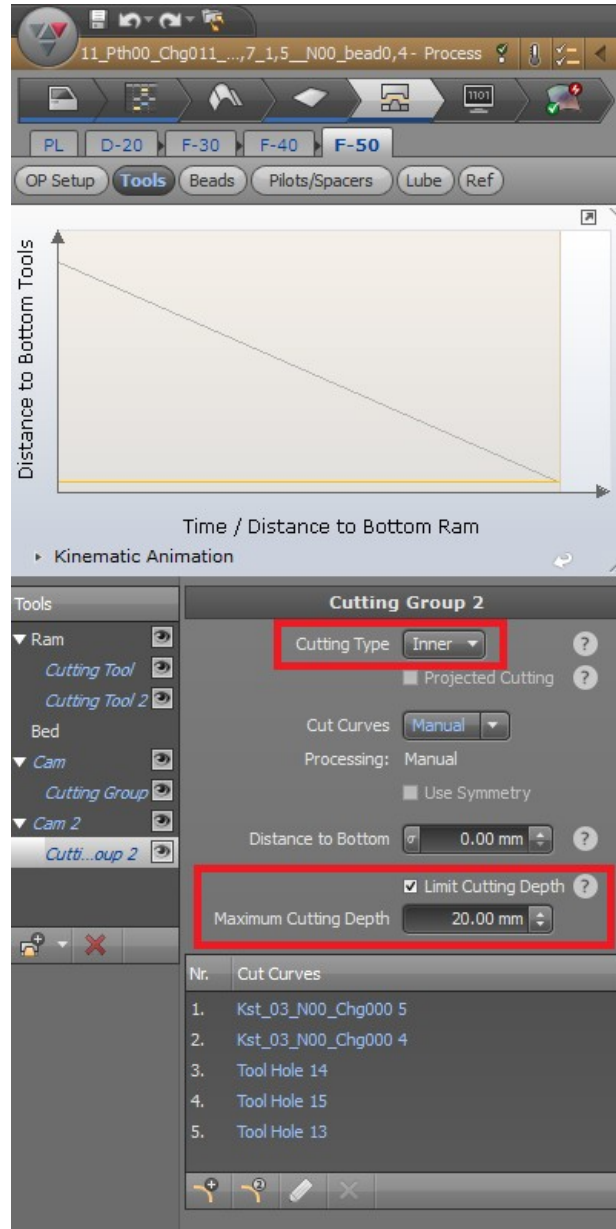 11_Pth00_Chg011_...,7_1,5__N00_bead0,4 - Process
1101
PL D-20 F-30 F-40 F-50
OP Setup Tools Beads Pilots/Spacers Lube Ref
Distance to Bottom Tools
Time / Distance to Bottom Ram
Kinematic Animation
Tools
Ram
Cutting Tool
Cutting Tool 2
Bed
Cam
Cutting Group
Cam 2
Cutti...oup 2
Cutting Group 2
Cutting Type Inner ?
Projected Cutting ?
Cut Curves Manual
Processing: Manual
Use Symmetry
Distance to Bottom σ 0.00 mm ?
Limit Cutting Depth ?
Maximum Cutting Depth 20.00 mm
Nr. Cut Curves
1. Kst_03_N00_Chg000 5
2. Kst_03_N00_Chg000 4
3. Tool Hole 14
4. Tool Hole 15
5. Tool Hole 13